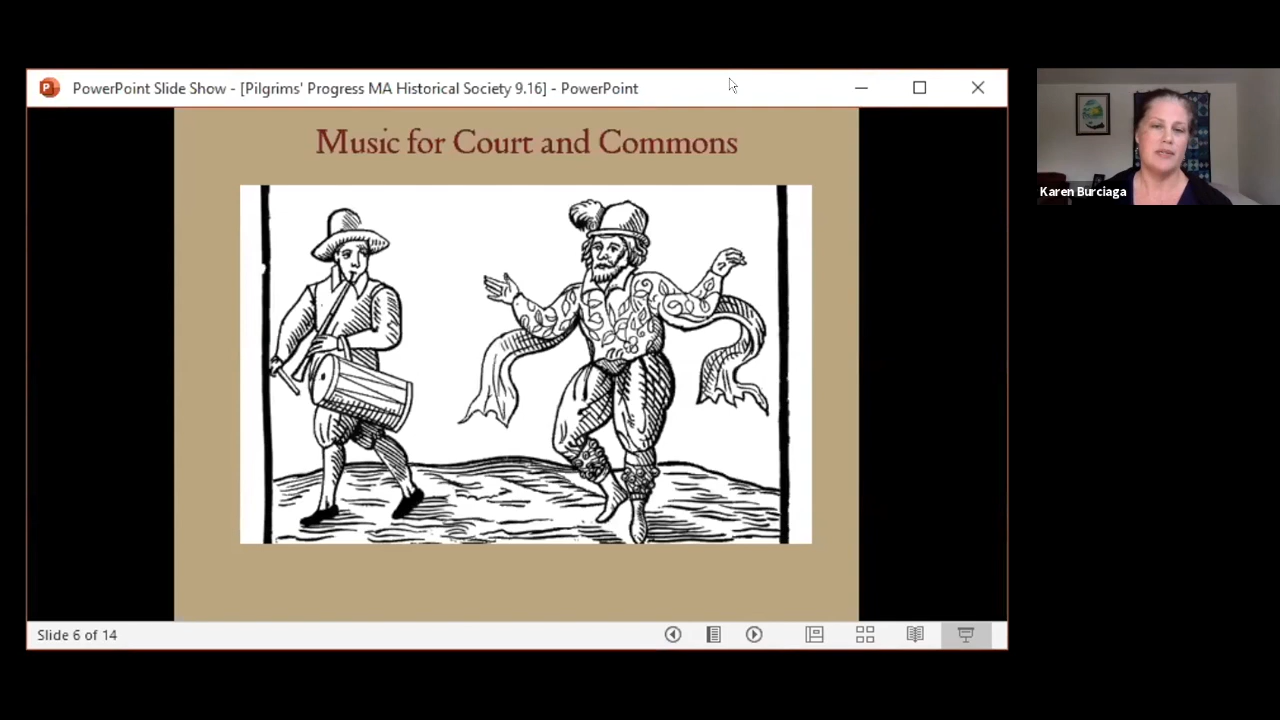 PowerPoint Slide Show - [Pilgrims' Progress MA Historical Society 9.16] - PowerPoint
Music for Court and Commons
Karen Burciaga
Slide 6 of 14